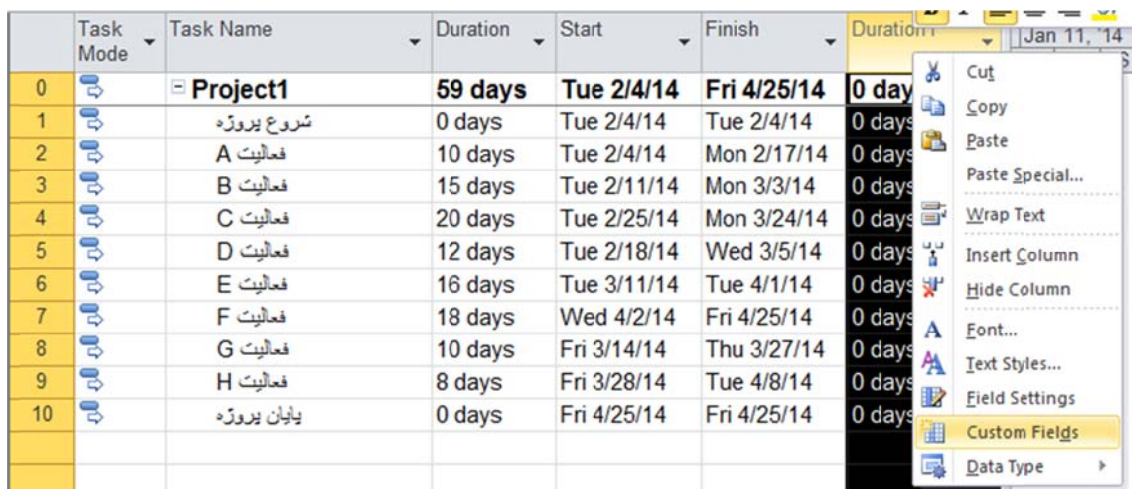 Task Mode Task Name Duration Start Finish Duration1 Jan 11, '14
0 Project1 59 days Tue 2/4/14 Fri 4/25/14 0 day
1 شروع پروژه 0 days Tue 2/4/14 Tue 2/4/14 0 days
2 فعالیت A 10 days Tue 2/4/14 Mon 2/17/14 0 days
3 فعالیت B 15 days Tue 2/11/14 Mon 3/3/14 0 days
4 فعالیت C 20 days Tue 2/25/14 Mon 3/24/14 0 days
5 فعالیت D 12 days Tue 2/18/14 Wed 3/5/14 0 days
6 فعالیت E 16 days Tue 3/11/14 Tue 4/1/14 0 days
7 فعالیت F 18 days Wed 4/2/14 Fri 4/25/14 0 days
8 فعالیت G 10 days Fri 3/14/14 Thu 3/27/14 0 days
9 فعالیت H 8 days Fri 3/28/14 Tue 4/8/14 0 days
10 پایان پروژه 0 days Fri 4/25/14 Fri 4/25/14 0 days
Cut
Copy
Paste
Paste Special...
Wrap Text
Insert Column
Hide Column
Font...
Text Styles...
Field Settings
Custom Fields
Data Type